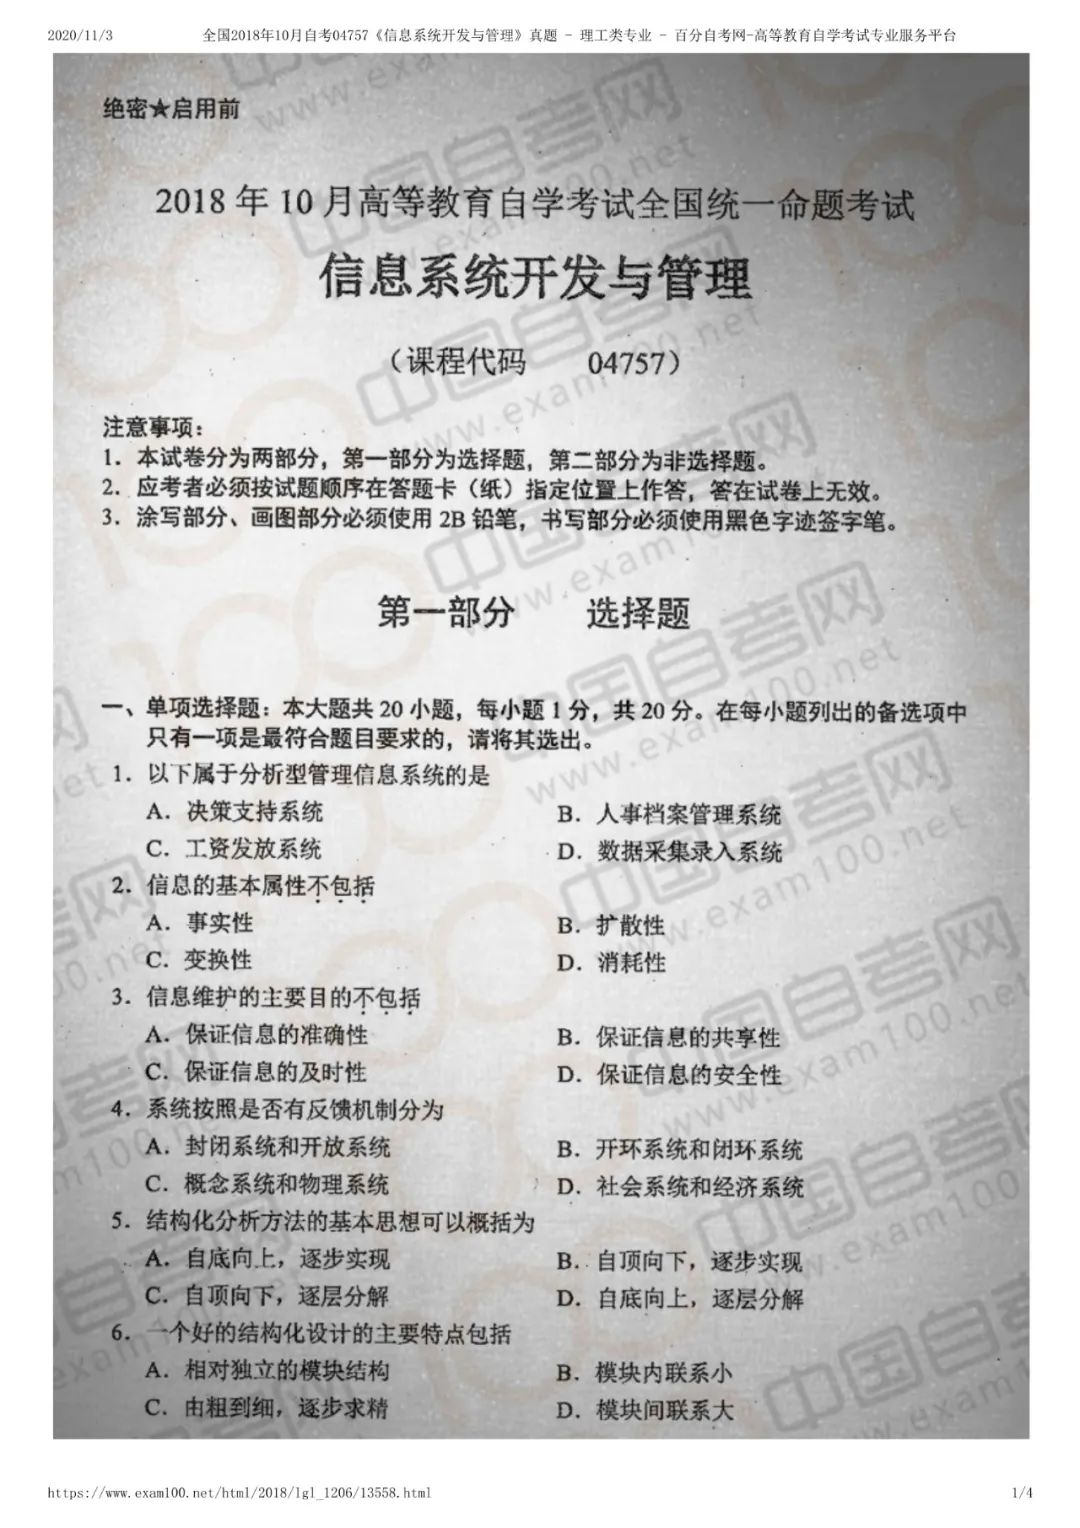 2020/11/3 全国2018年10月自考04757《信息系统开发与管理》真题 - 理工类专业 - 百分自考网-高等教育自学考试专业服务平台
绝密★启用前
2018 年 10 月高等教育自学考试全国统一命题考试
信息系统开发与管理
（课程代码 04757）
注意事项：
1. 本试卷分为两部分，第一部分为选择题，第二部分为非选择题。
2. 应考者必须按试题顺序在答题卡（纸）指定位置上作答，答在试卷上无效。
3. 涂写部分、画图部分必须使用 2B 铅笔，书写部分必须使用黑色字迹签字笔。
第一部分 选择题
一、单项选择题：本大题共 20 小题，每小题 1 分，共 20 分。在每小题列出的备选项中
只有一项是最符合题目要求的，请将其选出。
1. 以下属于分析型管理信息系统的是
A. 决策支持系统 B. 人事档案管理系统
C. 工资发放系统 D. 数据采集录入系统
2. 信息的基本属性不包括
A. 事实性 B. 扩散性
C. 变换性 D. 消耗性
3. 信息维护的主要目的不包括
A. 保证信息的准确性 B. 保证信息的共享性
C. 保证信息的及时性 D. 保证信息的安全性
4. 系统按照是否有反馈机制分为
A. 封闭系统和开放系统 B. 开环系统和闭环系统
C. 概念系统和物理系统 D. 社会系统和经济系统
5. 结构化分析方法的基本思想可以概括为
A. 自底向上，逐步实现 B. 自顶向下，逐步实现
C. 自顶向下，逐层分解 D. 自底向上，逐层分解
6. 一个好的结构化设计的主要特点包括
A. 相对独立的模块结构 B. 模块内联系小
C. 由粗到细，逐步求精 D. 模块间联系大
中国自考网
www.exam100.net
https://www.exam100.net/html/2018/lgl_1206/13558.html 1/4